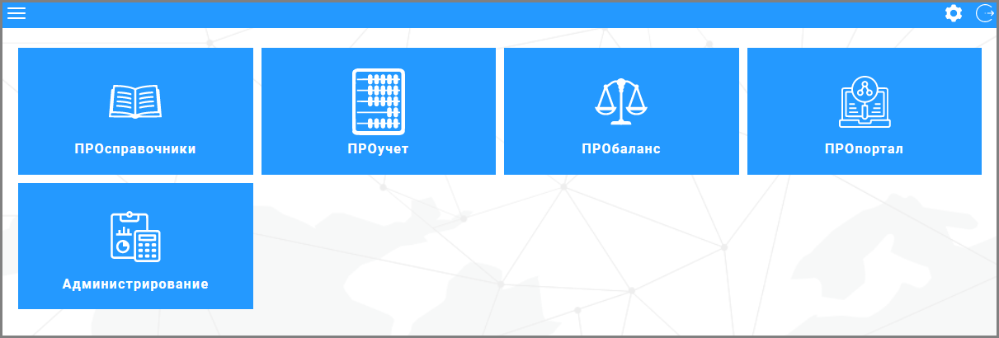 ПРОсправочники
ПРОучет
ПРОбаланс
ПРОпортал
Администрирование